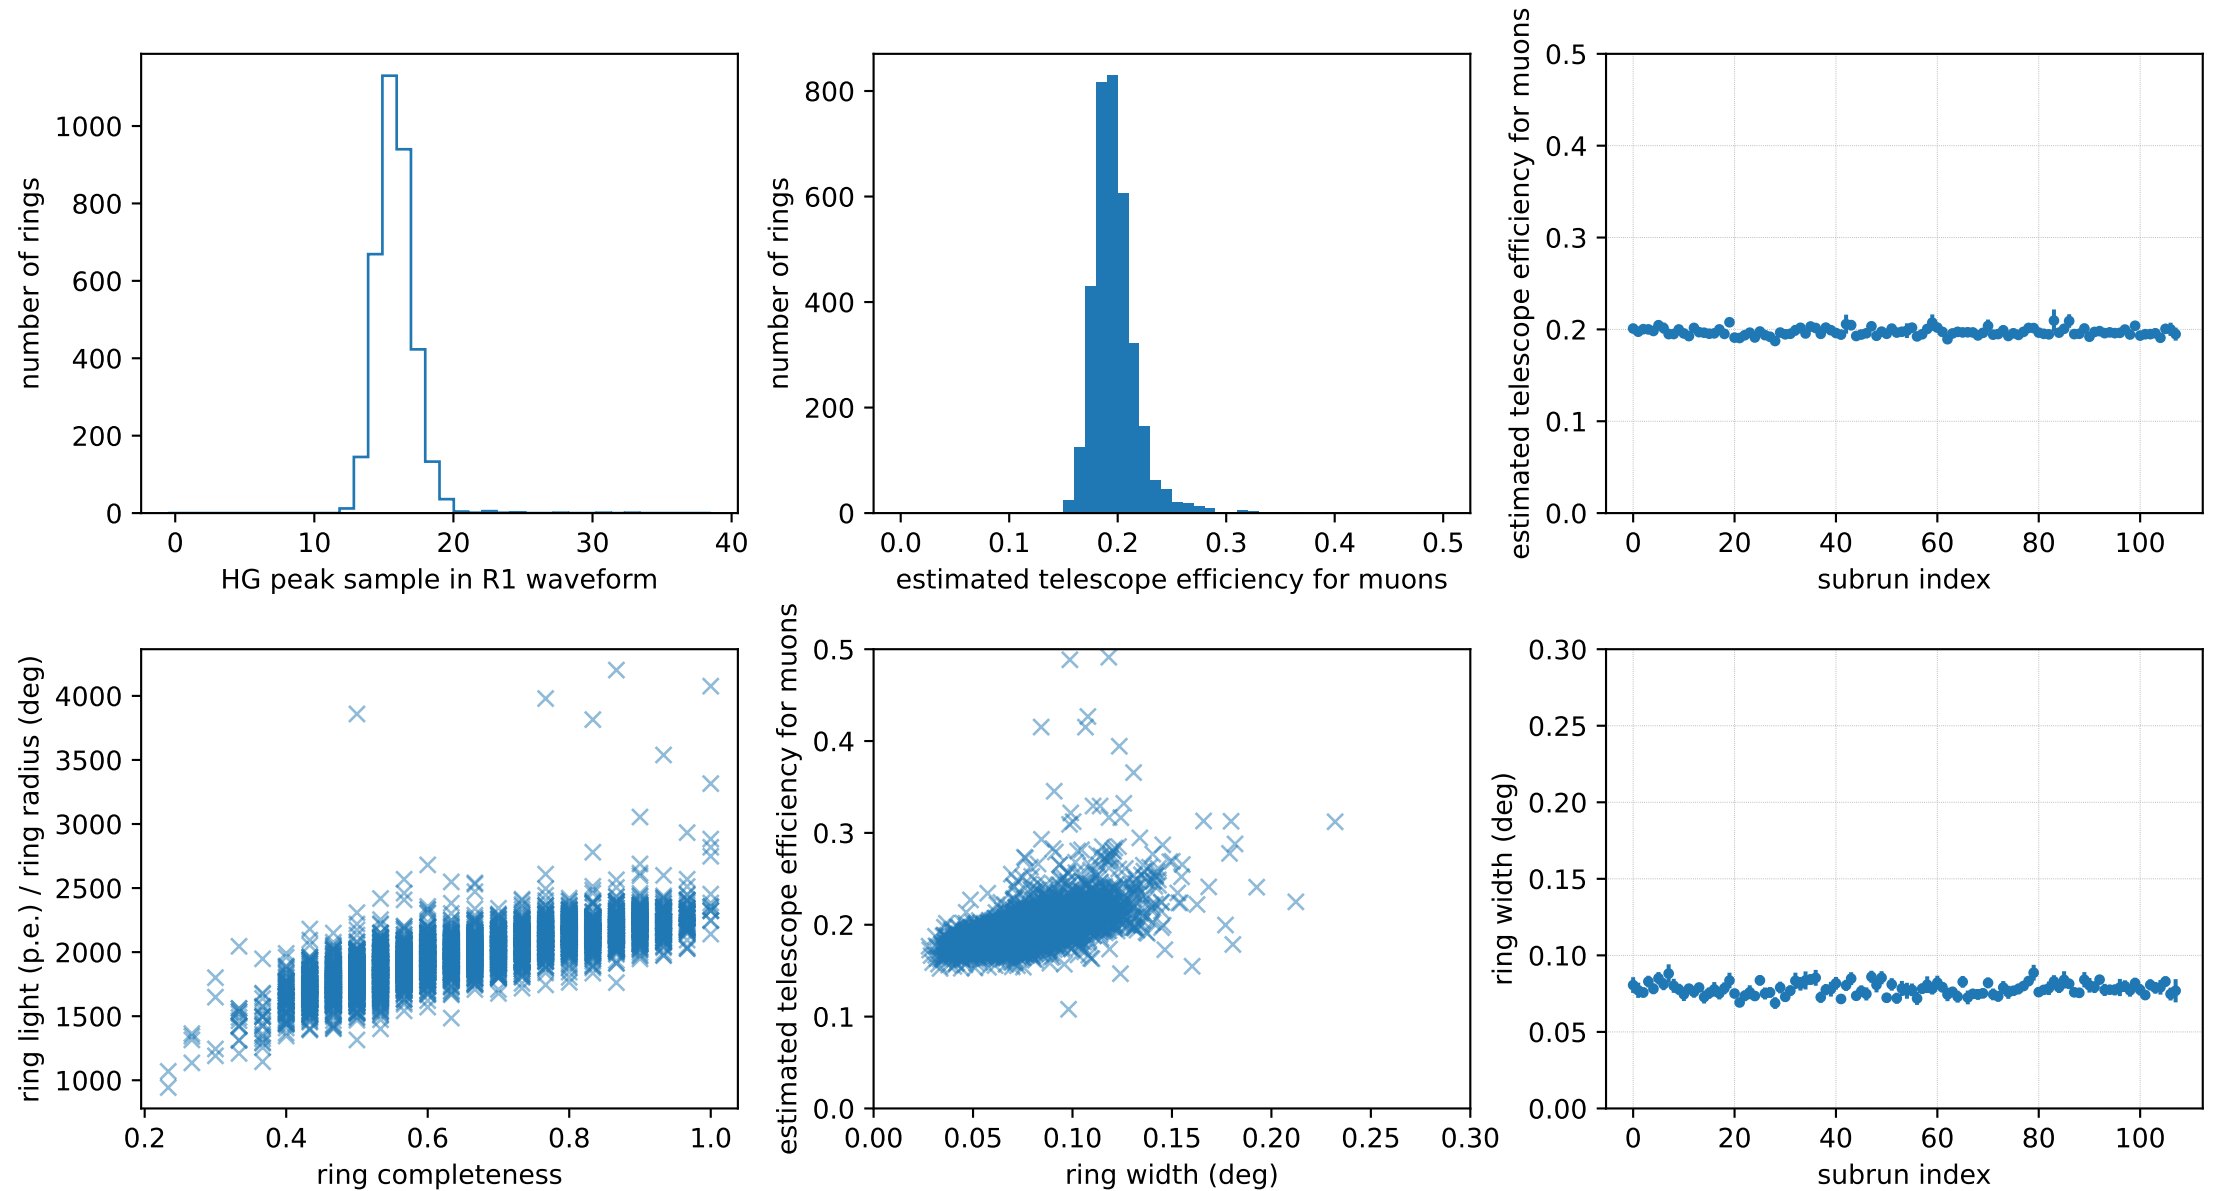 number of rings
1000
800
600
400
200
0
0 10 20 30 40
HG peak sample in R1 waveform
number of rings
800
600
400
200
0
0.0 0.1 0.2 0.3 0.4 0.5
estimated telescope efficiency for muons
estimated telescope efficiency for muons
0.5
0.4
0.3
0.2
0.1
0.0
0 20 40 60 80 100
subrun index
ring light (p.e.) / ring radius (deg)
4000
3500
3000
2500
2000
1500
1000
0.2 0.4 0.6 0.8 1.0
ring completeness
estimated telescope efficiency for muons
0.5
0.4
0.3
0.2
0.1
0.0
0.00 0.05 0.10 0.15 0.20 0.25 0.30
ring width (deg)
ring width (deg)
0.30
0.25
0.20
0.15
0.10
0.05
0.00
0 20 40 60 80 100
subrun index